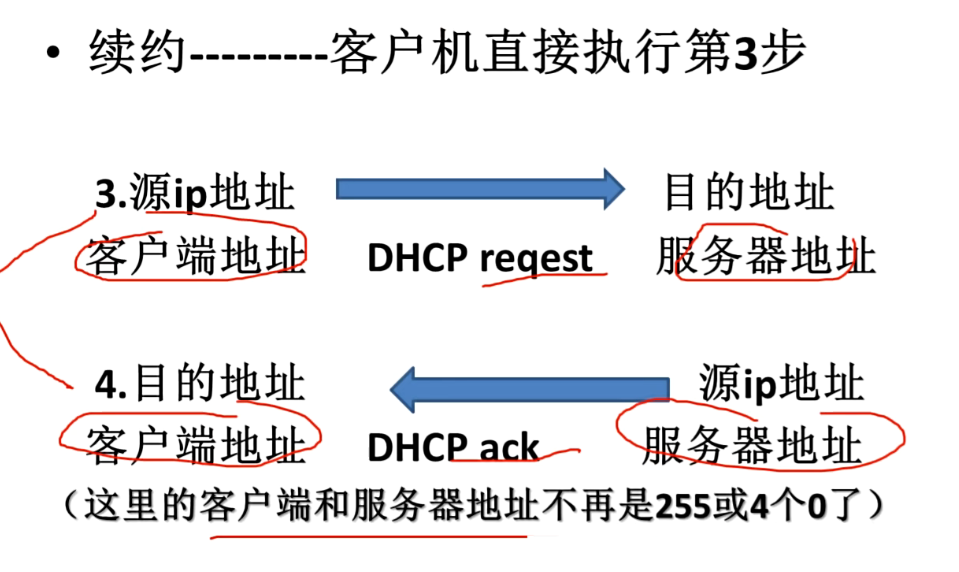 • 续约---------客户机直接执行第3步
3.源ip地址 目的地址
客户端地址 DHCP reqest 服务器地址
4.目的地址 源ip地址
客户端地址 DHCP ack 服务器地址
（这里的客户端和服务器地址不再是255或4个0了）